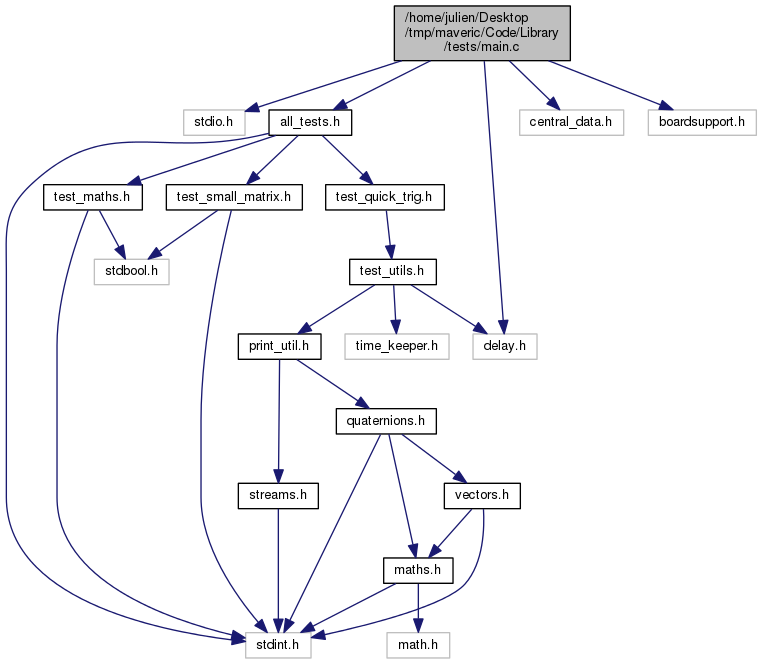 /home/julien/Desktop
/tmp/maveric/Code/Library
/tests/main.c
stdio.h
all_tests.h
central_data.h
boardsupport.h
test_maths.h
test_small_matrix.h
test_quick_trig.h
stdbool.h
test_utils.h
print_util.h
time_keeper.h
delay.h
quaternions.h
streams.h
vectors.h
maths.h
stdint.h
math.h